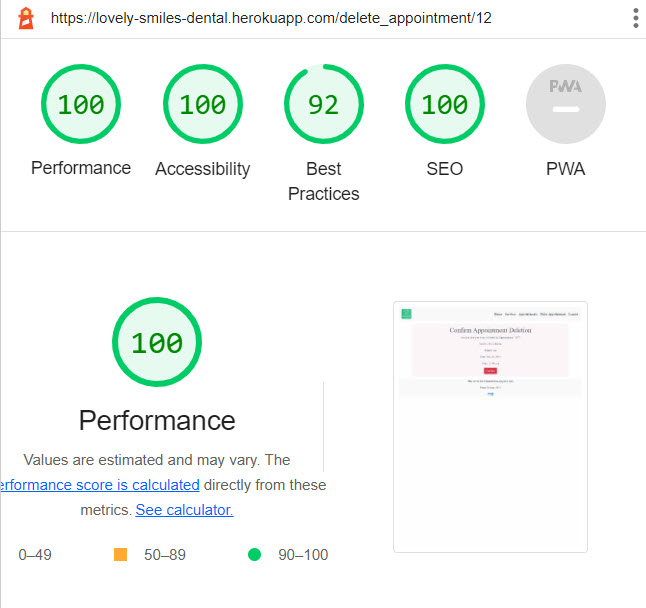 https://lovely-smiles-dental.herokuapp.com/delete_appointment/12
100 100 92 100 PWA
Performance Accessibility Best Practices SEO PWA
100
Performance
Values are estimated and may vary. The
erformance score is calculated directly from these
metrics. See calculator.
0–49 50–89 90–100
Confirm Appointment Deletion